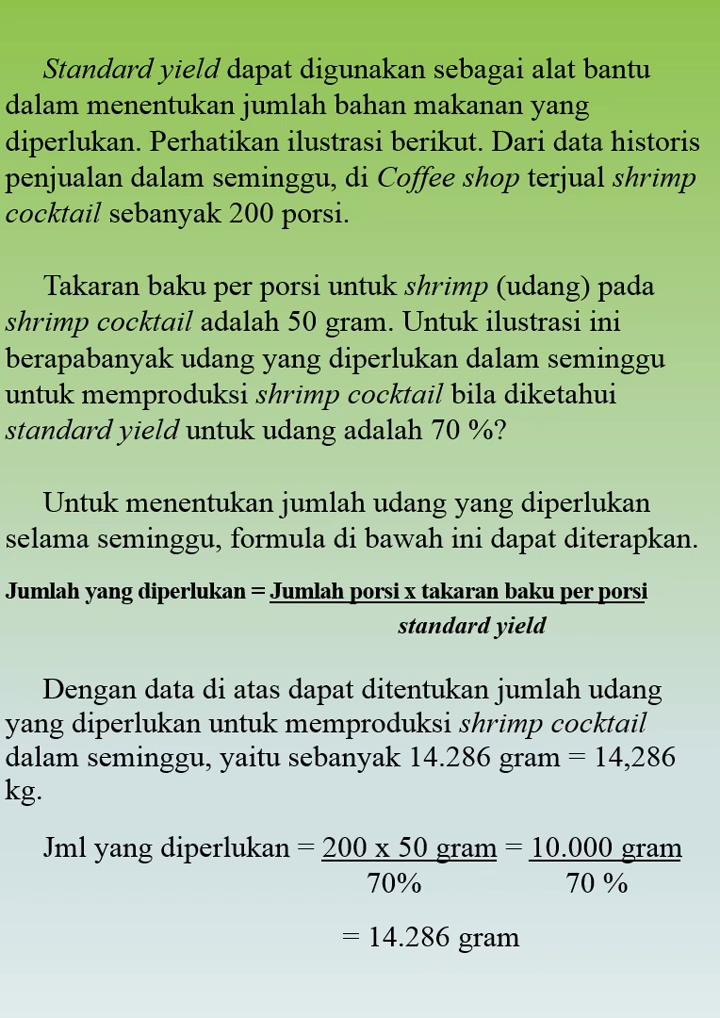 Standard yield dapat digunakan sebagai alat bantu
dalam menentukan jumlah bahan makanan yang
diperlukan. Perhatikan ilustrasi berikut. Dari data historis
penjualan dalam seminggu, di Coffee shop terjual shrimp
cocktail sebanyak 200 porsi.
Takaran baku per porsi untuk shrimp (udang) pada
shrimp cocktail adalah 50 gram. Untuk ilustrasi ini
berapabanyak udang yang diperlukan dalam seminggu
untuk memproduksi shrimp cocktail bila diketahui
standard yield untuk udang adalah 70 %?
Untuk menentukan jumlah udang yang diperlukan
selama seminggu, formula di bawah ini dapat diterapkan.
Jumlah yang diperlukan = Jumlah porsi x takaran baku per porsi
standard yield
Dengan data di atas dapat ditentukan jumlah udang
yang diperlukan untuk memproduksi shrimp cocktail
dalam seminggu, yaitu sebanyak 14.286 gram = 14,286
kg.
Jml yang diperlukan = 200 x 50 gram = 10.000 gram
70% 70 %
= 14.286 gram